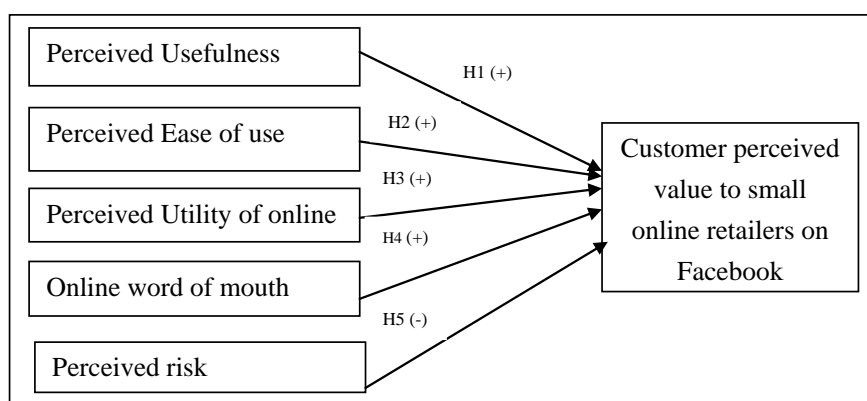 Perceived Usefulness
H1 (+)
Perceived Ease of use
H2 (+)
H3 (+)
Perceived Utility of online
H4 (+)
Online word of mouth
H5 (-)
Perceived risk
Customer perceived
value to small
online retailers on
Facebook